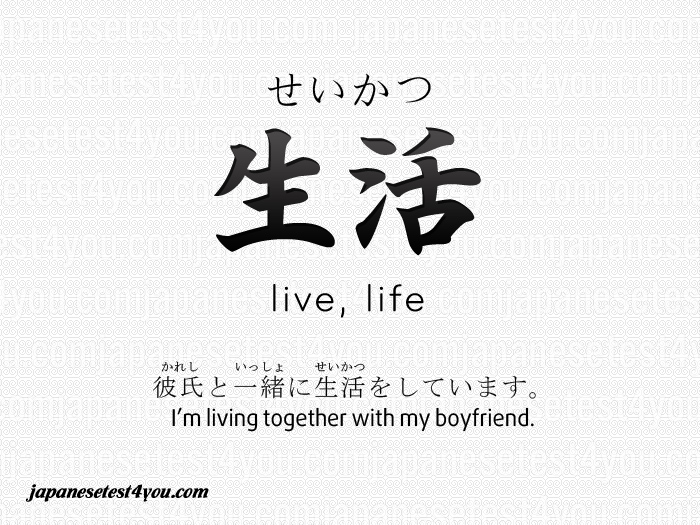 せいかつ
生活
live, life
かれし いっしょ せいかつ
彼氏と一緒に生活をしています。
I'm living together with my boyfriend.
japanesetest4you.com